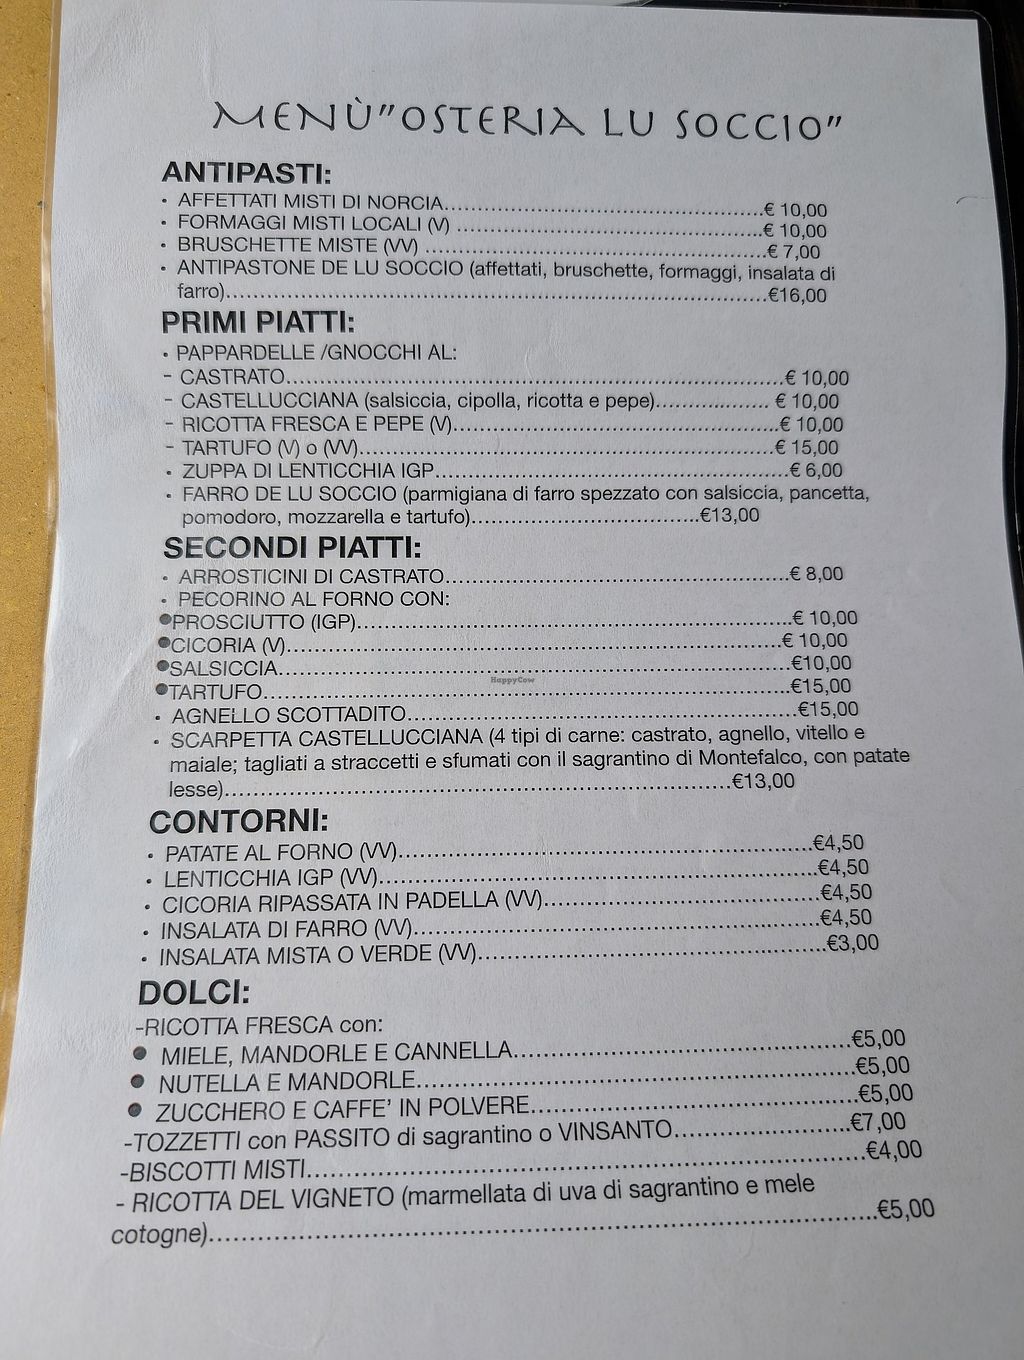 MENÙ"OSTERIA LU SOCCIO"
ANTIPASTI:
• AFFETTATI MISTI DI NORCIA..........€ 10,00
• FORMAGGI MISTI LOCALI (V) ..........€ 10,00
• BRUSCHETTE MISTE (VV) ..........€ 7,00
• ANTIPASTONE DE LU SOCCIO (affettati, bruschette, formaggi, insalata di
farro)..........€16,00
PRIMI PIATTI:
• PAPPARDELLE /GNOCCHI AL:
- CASTRATO..........€ 10,00
- CASTELLUCCIANA (salsiccia, cipolla, ricotta e pepe).......... € 10,00
- RICOTTA FRESCA E PEPE (V)..........€ 10,00
- TARTUFO (V) o (VV)..........€ 15,00
• ZUPPA DI LENTICCHIA IGP..........€ 6,00
• FARRO DE LU SOCCIO (parmigiana di farro spezzato con salsiccia, pancetta,
pomodoro, mozzarella e tartufo)..........€13,00
SECONDI PIATTI:
• ARROSTICINI DI CASTRATO..........€ 8,00
• PECORINO AL FORNO CON:
●PROSCIUTTO (IGP)..........€ 10,00
●CICORIA (V)..........€ 10,00
●SALSICCIA..........€10,00
●TARTUFO..........€15,00
• AGNELLO SCOTTADITO..........€15,00
• SCARPETTA CASTELLUCCIANA (4 tipi di carne: castrato, agnello, vitello e
maiale; tagliati a straccetti e sfumati con il sagrantino di Montefalco, con patate
lesse)..........€13,00
CONTORNI:
• PATATE AL FORNO (VV)..........€4,50
• LENTICCHIA IGP (VV)..........€4,50
• CICORIA RIPASSATA IN PADELLA (VV)..........€4,50
• INSALATA DI FARRO (VV)..........€4,50
• INSALATA MISTA O VERDE (VV)..........€3,00
DOLCI:
-RICOTTA FRESCA con:
● MIELE, MANDORLE E CANNELLA..........€5,00
● NUTELLA E MANDORLE..........€5,00
● ZUCCHERO E CAFFE' IN POLVERE..........€5,00
-TOZZETTI con PASSITO di sagrantino o VINSANTO..........€7,00
-BISCOTTI MISTI..........€4,00
- RICOTTA DEL VIGNETO (marmellata di uva di sagrantino e mele
cotogne)..........€5,00
HappyCow